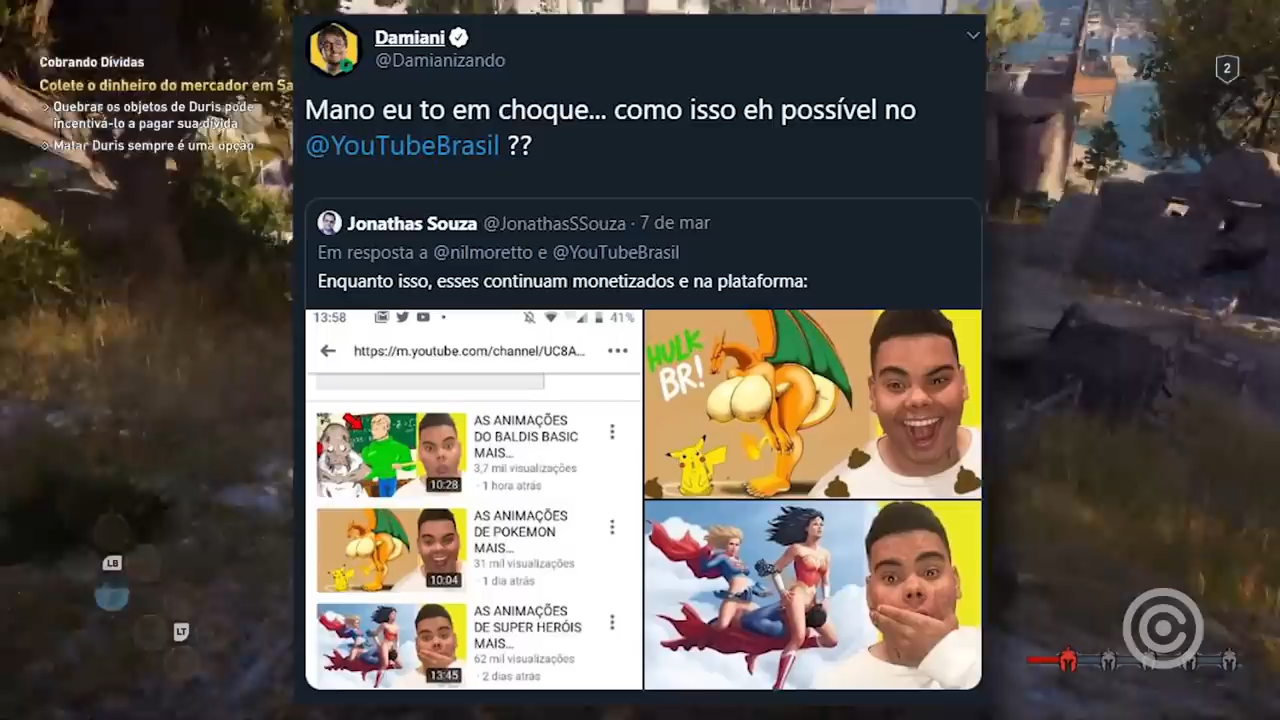 Cobrando Dívidas
Colete o dinheiro do mercador em Sa
> Quebrar os objetos de Duris pode
incentivá-lo a pagar sua dívida
> Matar Duris sempre é uma opção
2
Damiani
@Damianizando
Mano eu to em choque... como isso eh possível no
@YouTubeBrasil ??
Jonathas Souza @JonathasSSouza · 7 de mar
Em resposta a @nilmoretto e @YouTubeBrasil
Enquanto isso, esses continuam monetizados e na plataforma:
13:58
41%
https://m.youtube.com/channel/UC8A...
AS ANIMAÇÕES
DO BALDIS BASIC
MAIS...
3,7 mil visualizações
· 1 hora atrás
10:28
AS ANIMAÇÕES
DE POKEMON
MAIS...
31 mil visualizações
· 1 dia atrás
10:04
AS ANIMAÇÕES
DE SUPER HERÓIS
MAIS...
62 mil visualizações
· 2 dias atrás
13:45
HULK
BR!
LB
LT